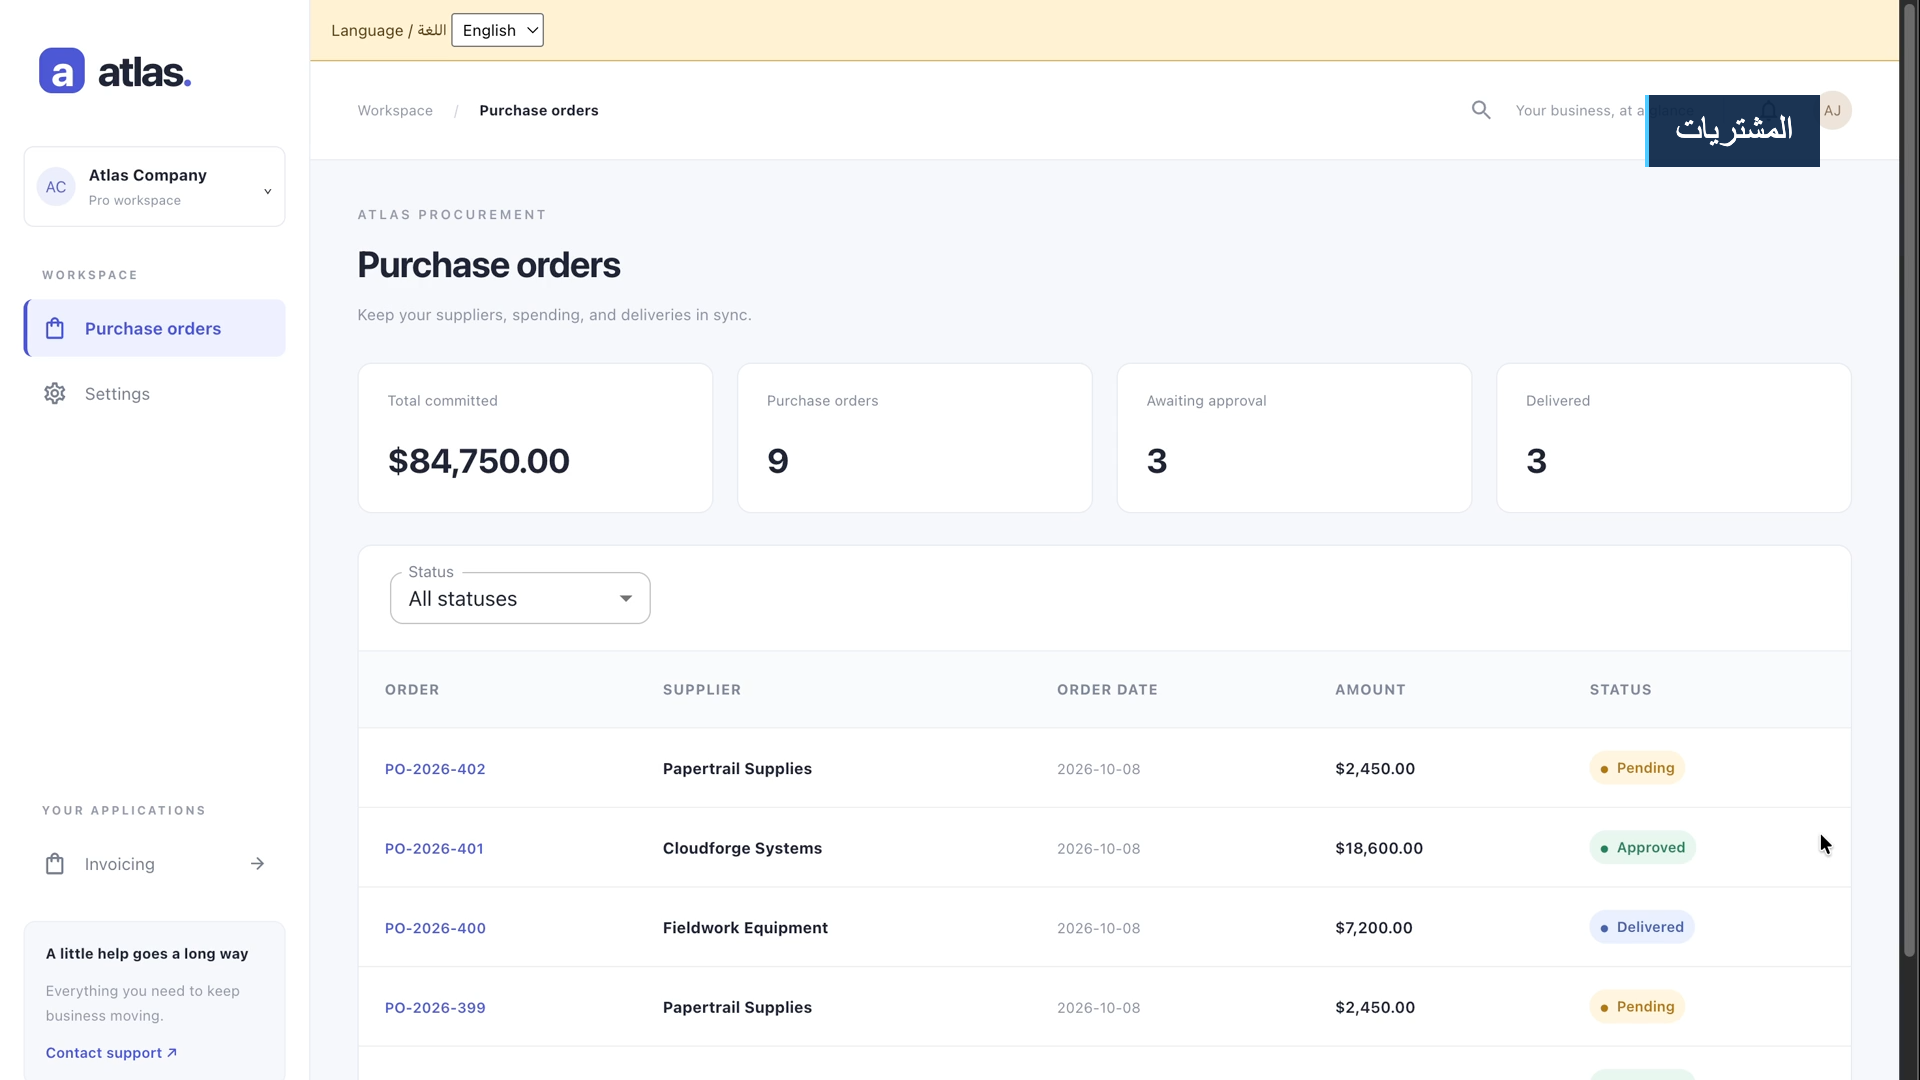 a atlas.
AC
Atlas Company
Pro workspace
WORKSPACE
Purchase orders
Settings
YOUR APPLICATIONS
Invoicing
A little help goes a long way
Everything you need to keep
business moving.
Contact support
Language / اللغة English
Workspace / Purchase orders
Your business, at a
AJ
المشتريات
ATLAS PROCUREMENT
Purchase orders
Keep your suppliers, spending, and deliveries in sync.
Total committed
$84,750.00
Purchase orders
9
Awaiting approval
3
Delivered
3
Status
All statuses
ORDER SUPPLIER ORDER DATE AMOUNT STATUS
PO-2026-402 Papertrail Supplies 2026-10-08 $2,450.00 Pending
PO-2026-401 Cloudforge Systems 2026-10-08 $18,600.00 Approved
PO-2026-400 Fieldwork Equipment 2026-10-08 $7,200.00 Delivered
PO-2026-399 Papertrail Supplies 2026-10-08 $2,450.00 Pending